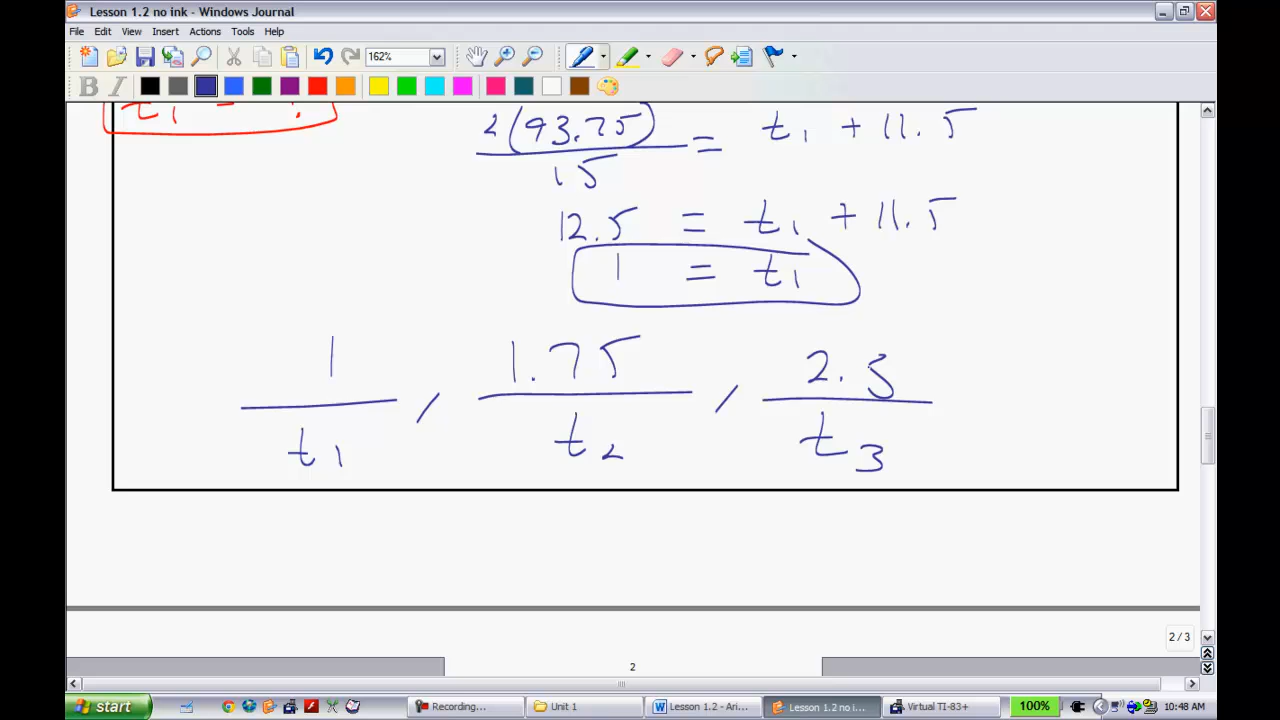 Lesson 1.2 no ink - Windows Journal
File Edit View Insert Actions Tools Help
162%
B I
t1 = ?
2(93.75) / 15 = t1 + 11.5
12.5 = t1 + 11.5
1 = t1
1 , 1.75 , 2.5
t1 t2 t3
2/3
2
start Recording... Unit 1 Lesson 1.2 - Ari... Lesson 1.2 no i... Virtual TI-83+ 100% 10:48 AM